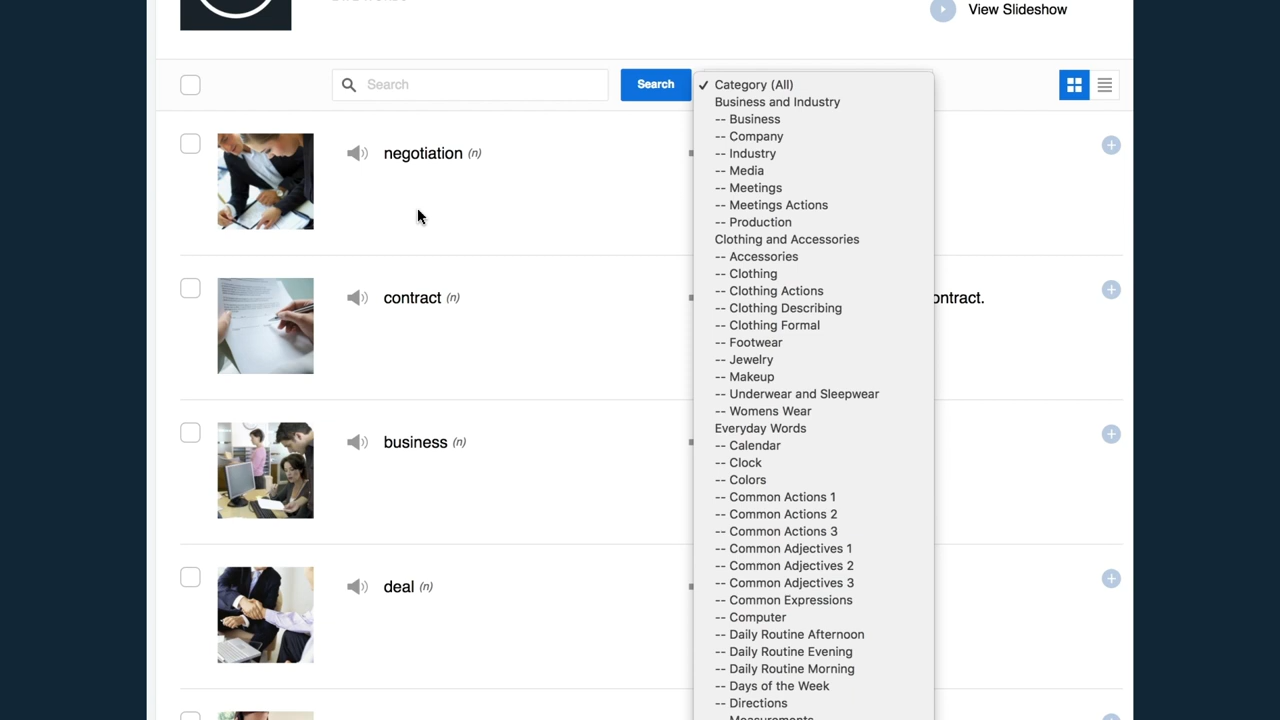 View Slideshow
Search
Search
Category (All)
Business and Industry
-- Business
-- Company
-- Industry
-- Media
-- Meetings
-- Meetings Actions
-- Production
Clothing and Accessories
-- Accessories
-- Clothing
-- Clothing Actions
-- Clothing Describing
-- Clothing Formal
-- Footwear
-- Jewelry
-- Makeup
-- Underwear and Sleepwear
-- Womens Wear
Everyday Words
-- Calendar
-- Clock
-- Colors
-- Common Actions 1
-- Common Actions 2
-- Common Actions 3
-- Common Adjectives 1
-- Common Adjectives 2
-- Common Adjectives 3
-- Common Expressions
-- Computer
-- Daily Routine Afternoon
-- Daily Routine Evening
-- Daily Routine Morning
-- Days of the Week
-- Directions
negotiation (n)
contract (n)
ontract.
business (n)
deal (n)